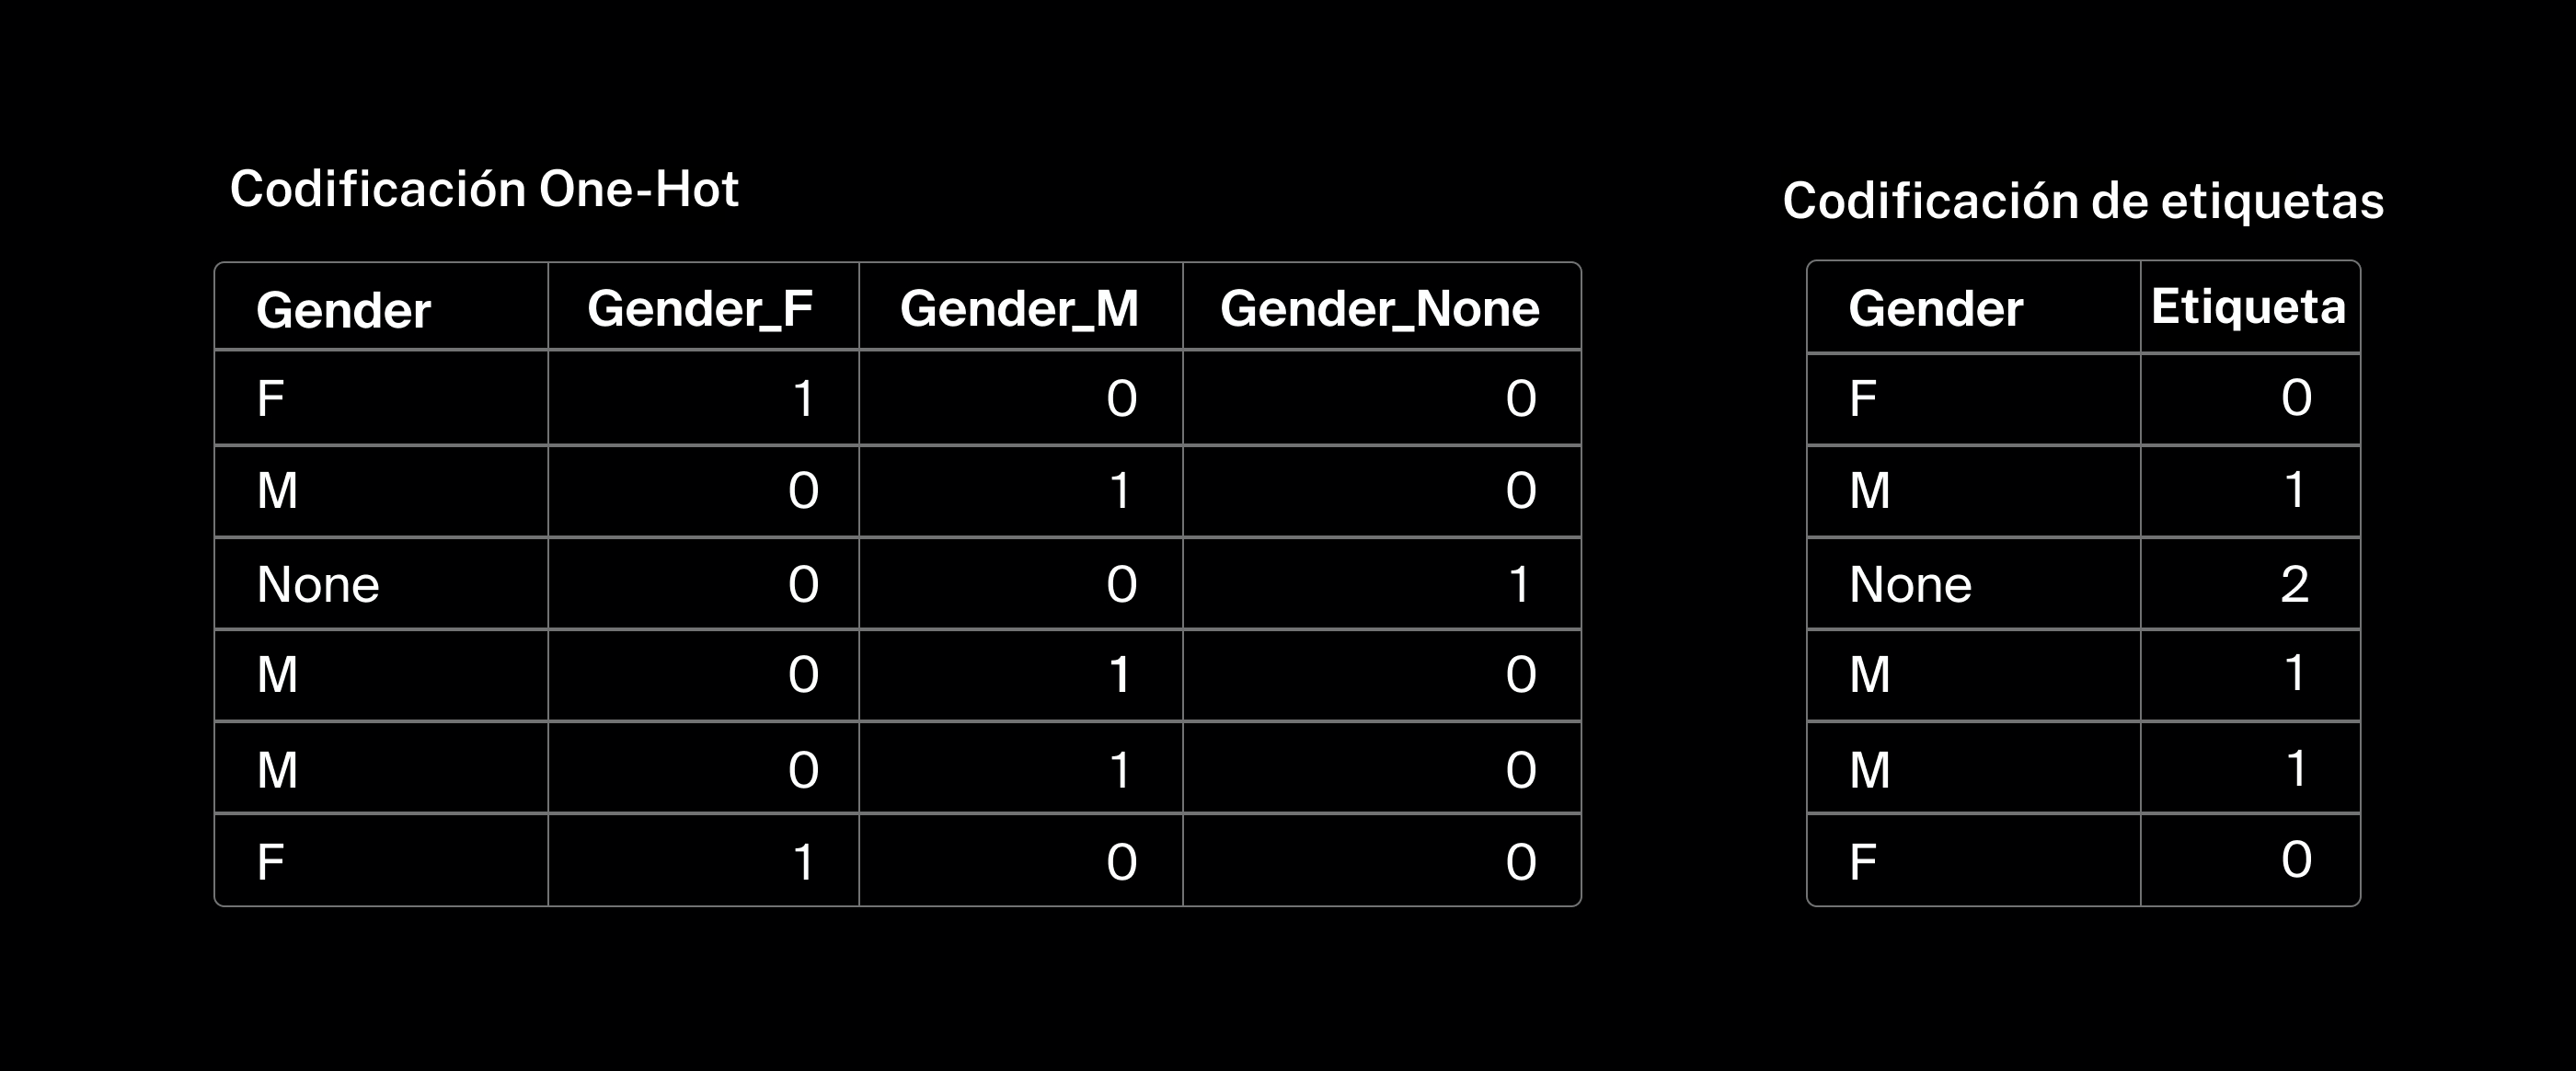 Codificación One-Hot
Gender Gender_F Gender_M Gender_None
F 1 0 0
M 0 1 0
None 0 0 1
M 0 1 0
M 0 1 0
F 1 0 0
Codificación de etiquetas
Gender Etiqueta
F 0
M 1
None 2
M 1
M 1
F 0